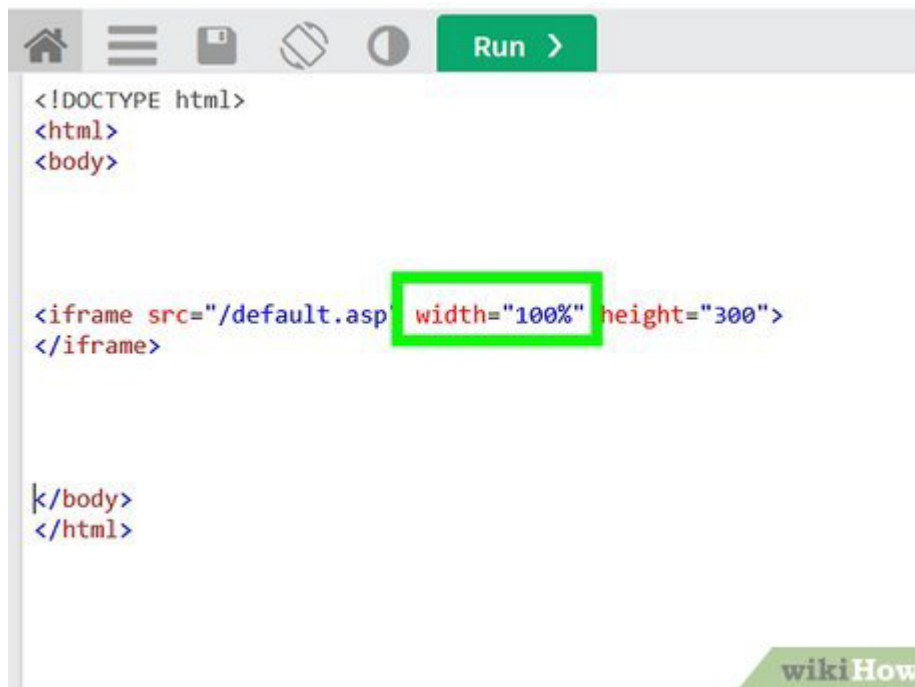 Run >
<!DOCTYPE html>
<html>
<body>
<iframe src="/default.asp" width="100%" height="300">
</iframe>
</body>
</html>
wikiHow